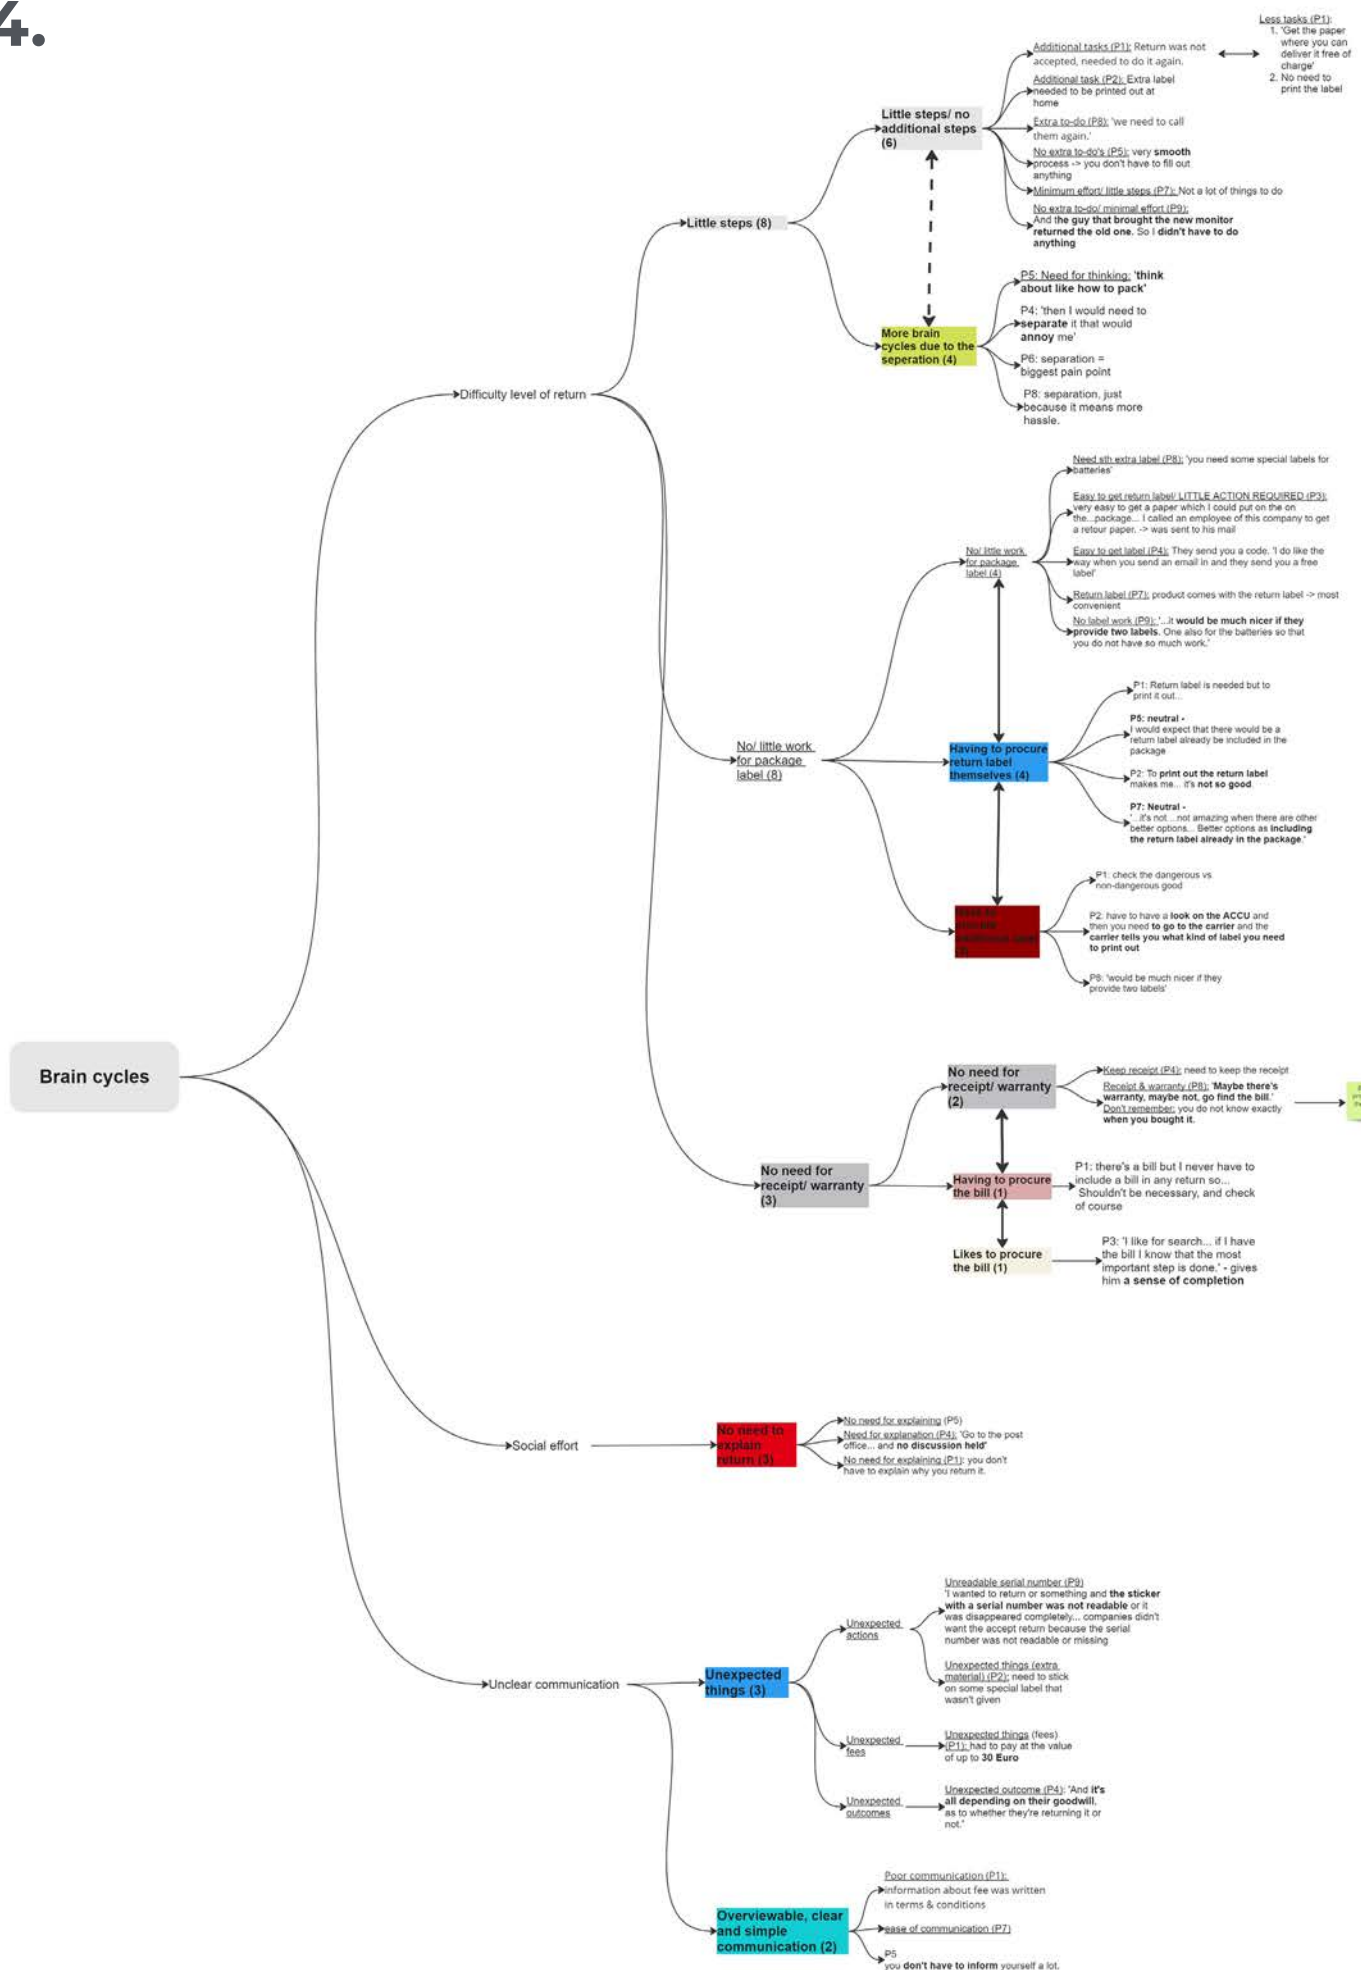 4.
Less tasks (P1):
1. 'Get the paper
where you can
deliver it free of
charge'
2. No need to
print the label
Additional tasks (P1): Return was not
accepted, needed to do it again.
Additional task (P2): Extra label
needed to be printed out at
home
Extra to-do (P8): 'we need to call
them again.'
No extra to-do's (P5): very smooth
process -> you don't have to fill out
anything
Minimum effort/ little steps (P7): Not a lot of things to do
No extra to-do/ minimal effort (P9):
And the guy that brought the new monitor
returned the old one. So I didn't have to do
anything
Little steps/ no
additional steps
(6)
Little steps (8)
P5: Need for thinking: 'think
about like how to pack'
P4: 'then I would need to
separate it that would
annoy me'
P6: separation =
biggest pain point
P8: separation, just
because it means more
hassle.
More brain
cycles due to the
seperation (4)
Difficulty level of return
Need sth extra label (P8): 'you need some special labels for
batteries'
Easy to get return label/ LITTLE ACTION REQUIRED (P3):
very easy to get a paper which I could put on the on
the...package... I called an employee of this company to get
a retour paper. -> was sent to his mail
Easy to get label (P4): They send you a code. 'I do like the
way when you send an email in and they send you a free
label'
Return label (P7): product comes with the return label -> most
convenient
No label work (P9): '...it would be much nicer if they
provide two labels. One also for the batteries so that
you do not have so much work.'
No/ little work
for package
label (4)
P1: Return label is needed but to
print it out...
P5: neutral -
I would expect that there would be a
return label already be included in the
package
P2: To print out the return label
makes me... it's not so good
P7: Neutral -
'...it's not ...not amazing when there are other
better options... Better options as including
the return label already in the package.'
Having to procure
return label
themselves (4)
No/ little work
for package
label (8)
P1: check the dangerous vs
non-dangerous good
P2: have to have a look on the ACCU and
then you need to go to the carrier and the
carrier tells you what kind of label you need
to print out
P8: 'would be much nicer if they
provide two labels'
Brain cycles
No need for
receipt/ warranty
(2)
Keep receipt (P4): need to keep the receipt
Receipt & warranty (P8): 'Maybe there's
warranty, maybe not, go find the bill.'
Don't remember: you do not know exactly
when you bought it.
No need for
receipt/ warranty
(3)
Having to procure
the bill (1)
P1: there's a bill but I never have to
include a bill in any return so...
Shouldn't be necessary, and check
of course
Likes to procure
the bill (1)
P3: 'I like for search... if I have
the bill I know that the most
important step is done.' - gives
him a sense of completion
Social effort
No need to
explain
return (3)
No need for explaining (P5)
Need for explanation (P4): 'Go to the post
office... and no discussion held'
No need for explaining (P1): you don't
have to explain why you return it.
Unclear communication
Unexpected
things (3)
Unexpected
actions
Unreadable serial number (P9)
'I wanted to return or something and the sticker
with a serial number was not readable or it
was disappeared completely... companies didn't
want the accept return because the serial
number was not readable or missing
Unexpected things (extra
material) (P2): need to stick
on some special label that
wasn't given
Unexpected
fees
Unexpected things (fees)
(P1): had to pay at the value
of up to 30 Euro
Unexpected
outcomes
Unexpected outcome (P4): 'And it's
all depending on their goodwill,
as to whether they're returning it or
not.'
Overviewable, clear
and simple
communication (2)
Poor communication (P1):
information about fee was written
in terms & conditions
ease of communication (P7)
P5
you don't have to inform yourself a lot.